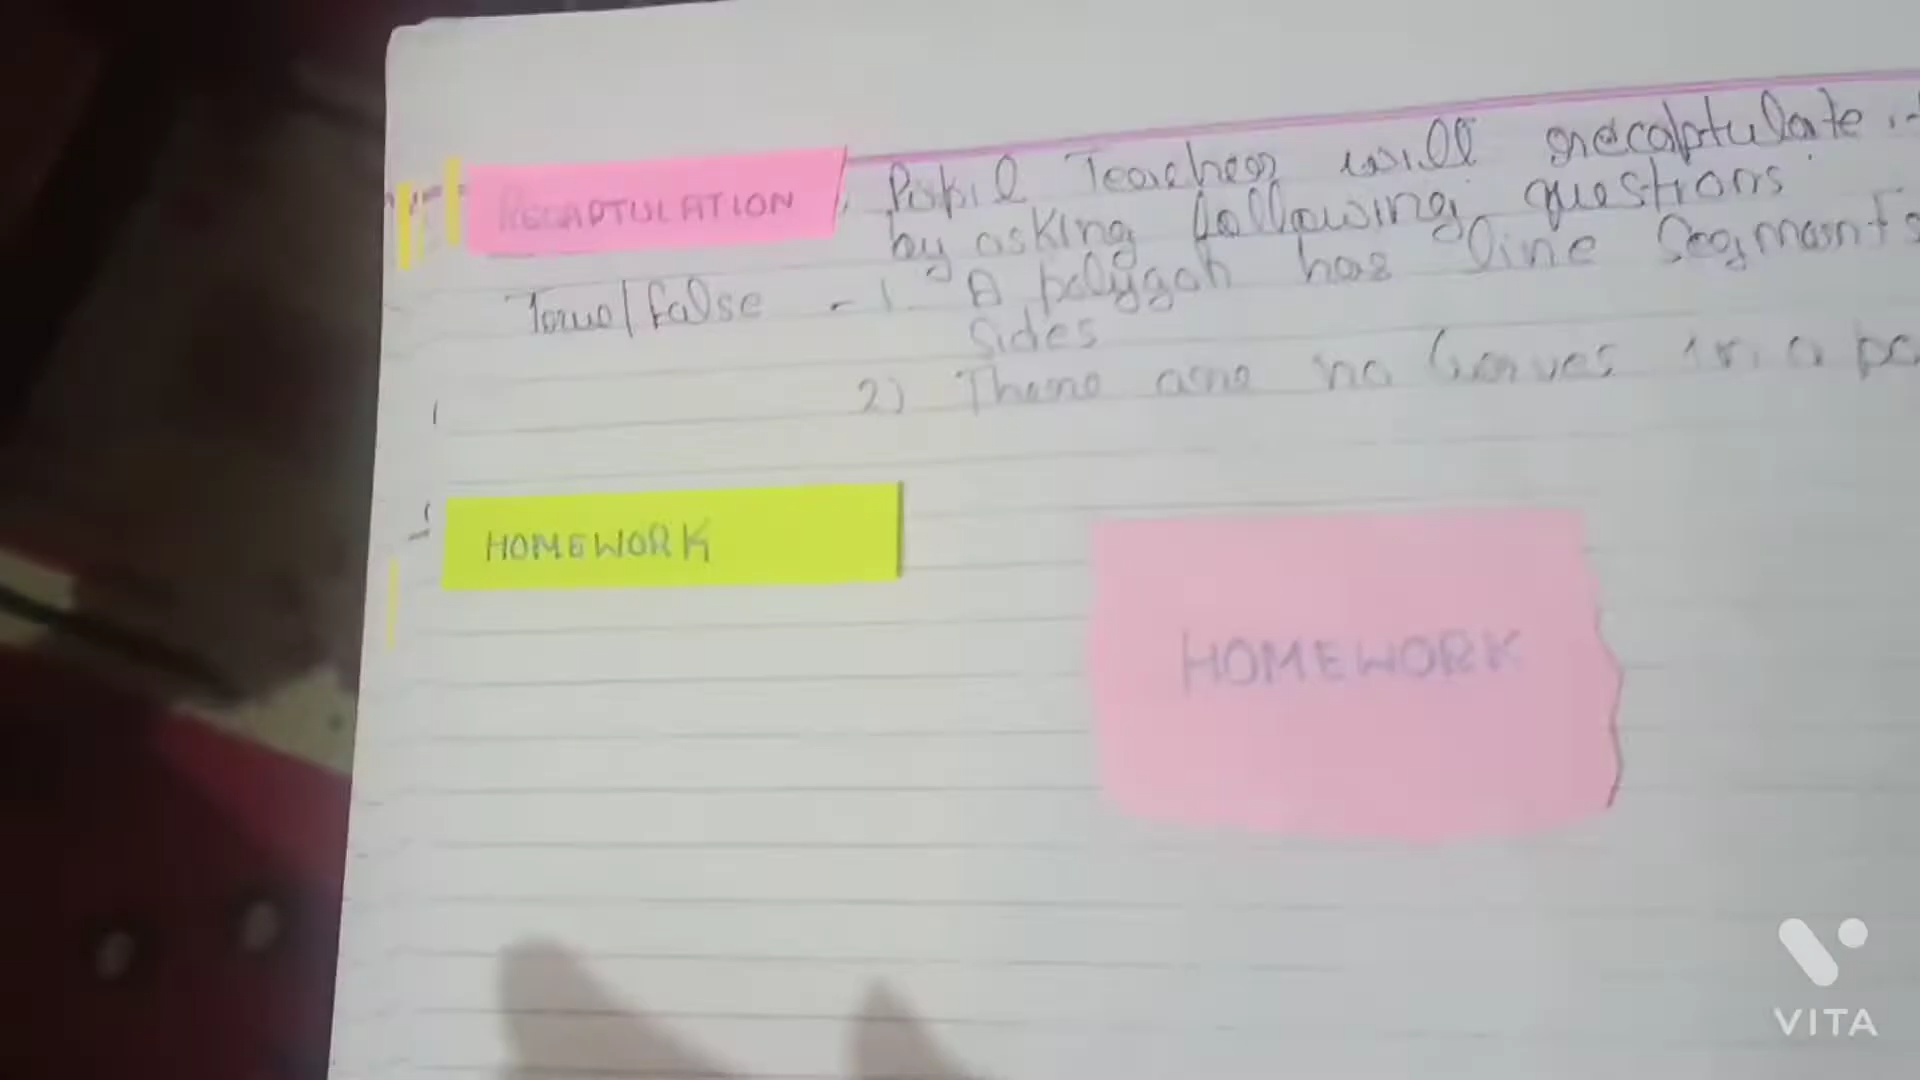 RECAPTULATION
Pupil Teacher will recaptulate
by asking following questions
True/False - 1. A polygon has line segments
sides
2) There are no curves in a
HOMEWORK
HOMEWORK
VITA